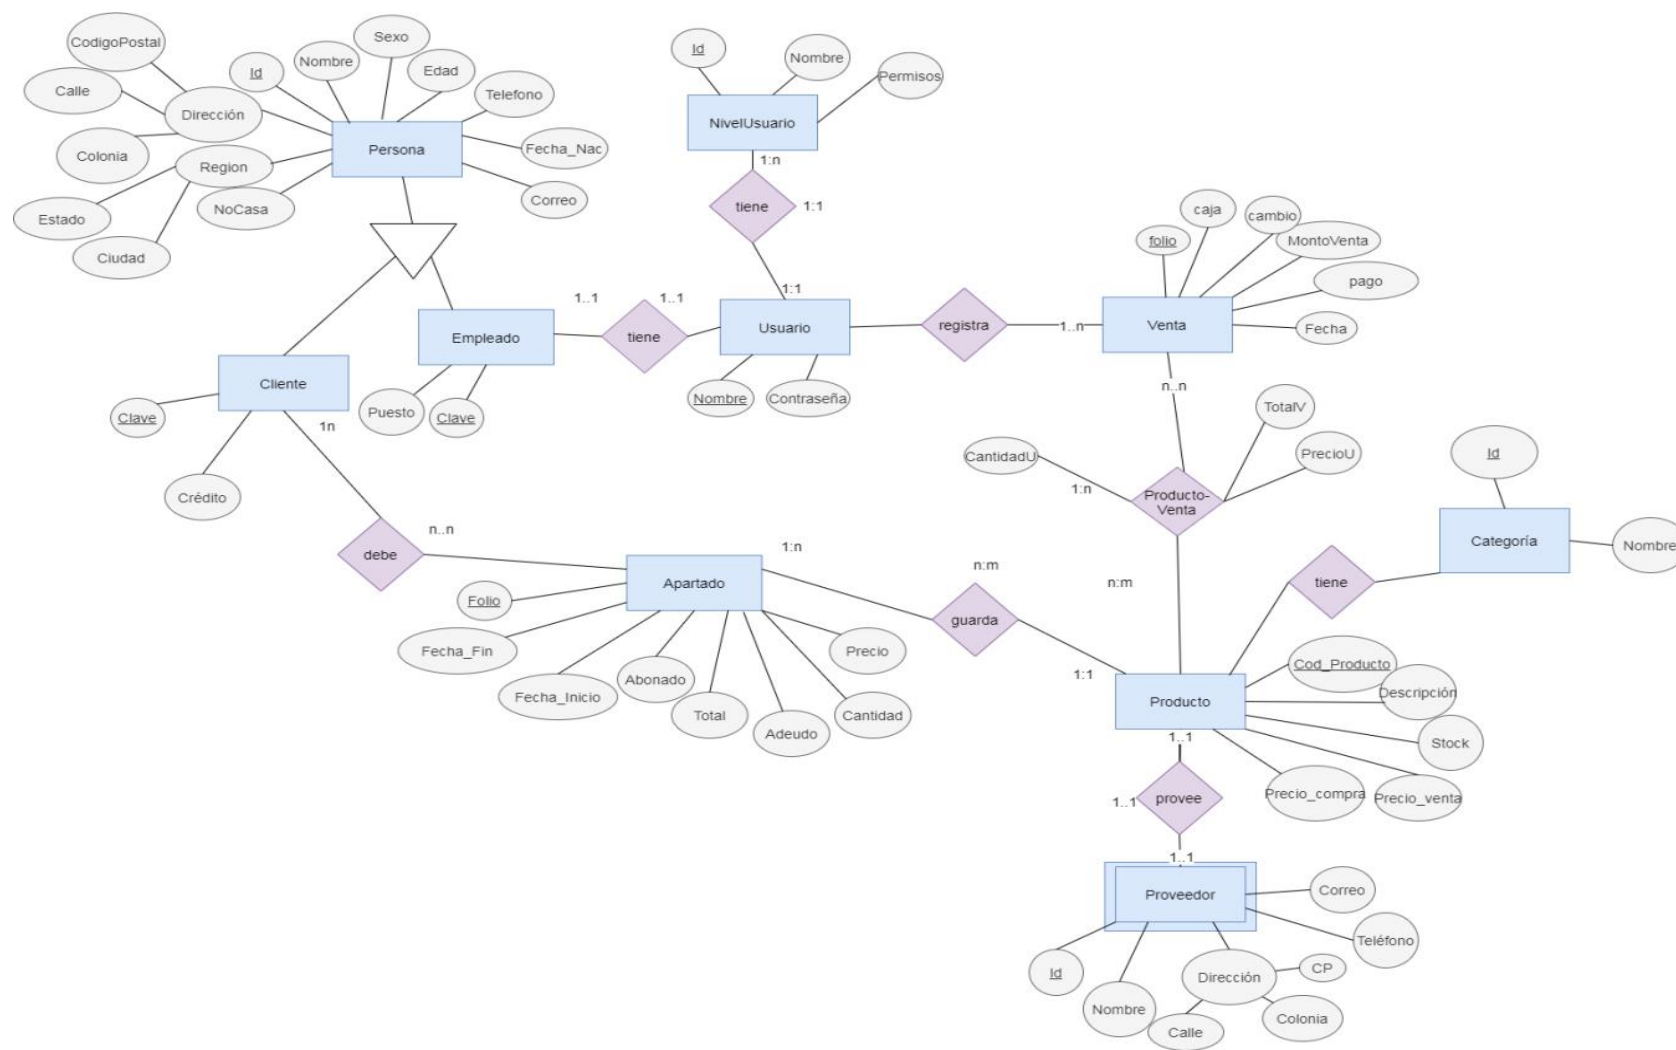 CodigoPostal
Id
Nombre
Sexo
Edad
Telefono
Calle
Dirección
Colonia
Persona
Fecha_Nac
Region
NoCasa
Correo
Estado
Ciudad
Id
Nombre
Permisos
NivelUsuario
1:n
tiene
1:1
1:1
folio
caja
cambio
MontoVenta
pago
Fecha
Venta
Empleado
1..1
1..1
tiene
Usuario
registra
1..n
Cliente
Clave
Crédito
1n
Puesto
Clave
Nombre
Contraseña
n..n
TotalV
CantidadU
PrecioU
1:n
Producto-
Venta
n:m
Id
Categoría
Nombre
tiene
debe
n..n
Apartado
1:n
n:m
guarda
1:1
Folio
Fecha_Fin
Fecha_Inicio
Abonado
Total
Adeudo
Cantidad
Precio
Producto
Cod_Producto
Descripción
Stock
Precio_venta
Precio_compra
1..1
1..1
provee
1..1
Proveedor
Correo
Teléfono
Id
Nombre
Dirección
CP
Calle
Colonia